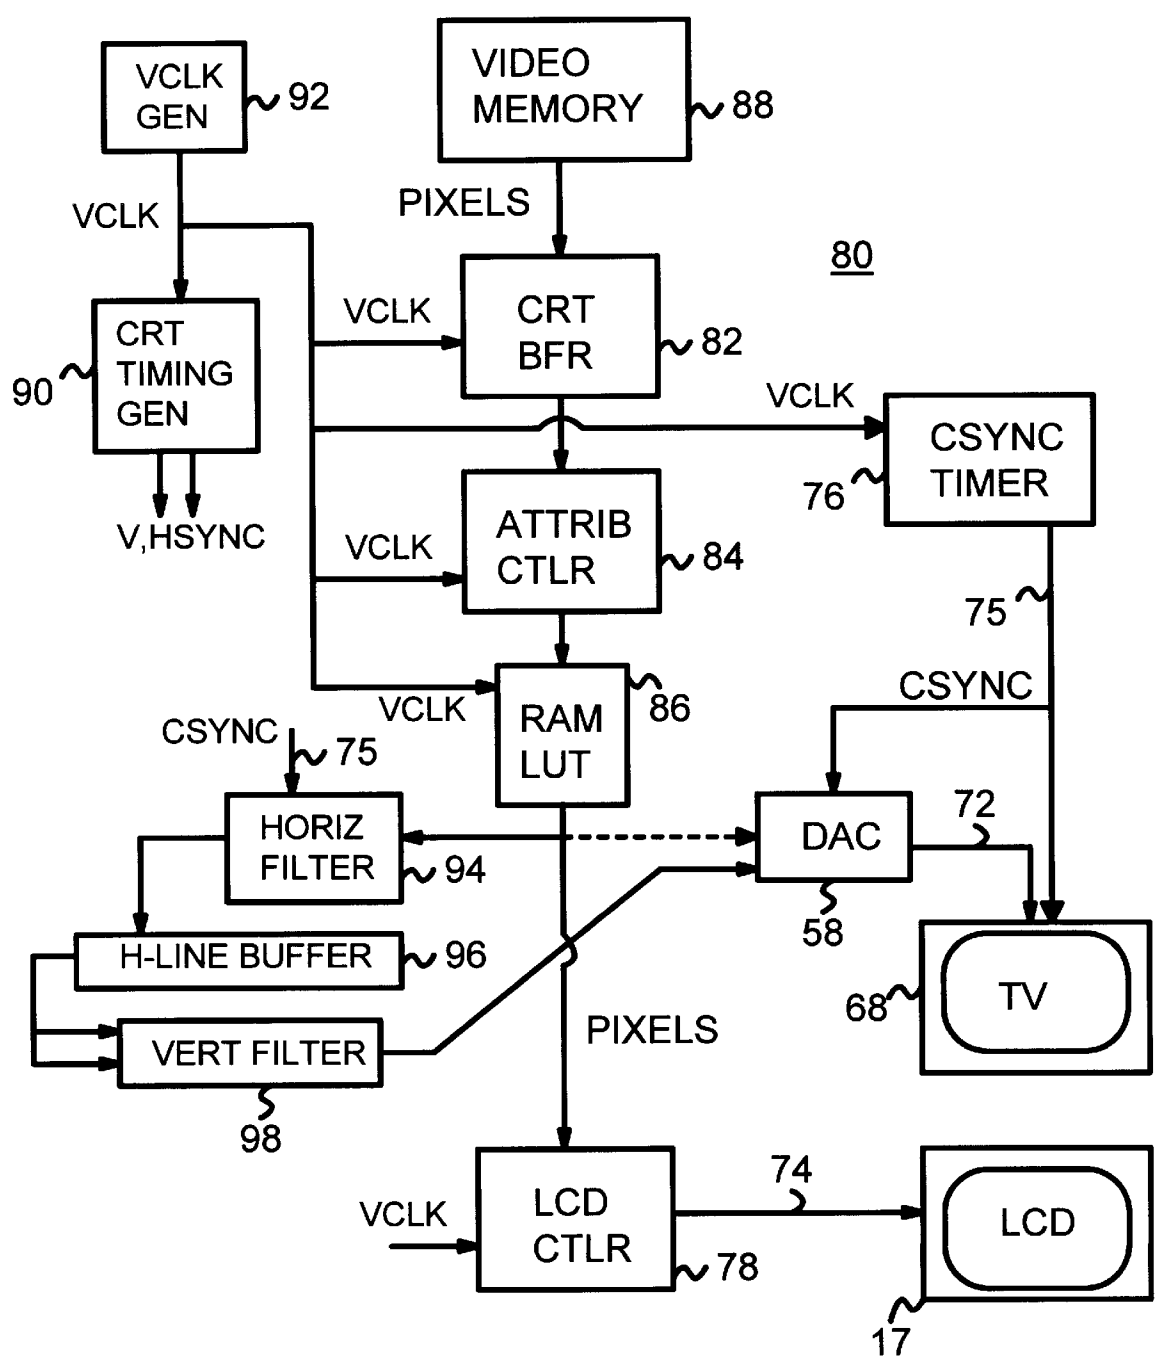 VCLK
GEN
92
VIDEO
MEMORY
88
VCLK
PIXELS
80
CRT
TIMING
GEN
90
VCLK
CRT
BFR
82
VCLK
CSYNC
TIMER
76
V,HSYNC
VCLK
ATTRIB
CTLR
84
75
CSYNC
VCLK
RAM
LUT
86
CSYNC
75
HORIZ
FILTER
94
DAC
58
72
H-LINE BUFFER
96
TV
68
VERT FILTER
98
PIXELS
VCLK
LCD
CTLR
78
74
LCD
17